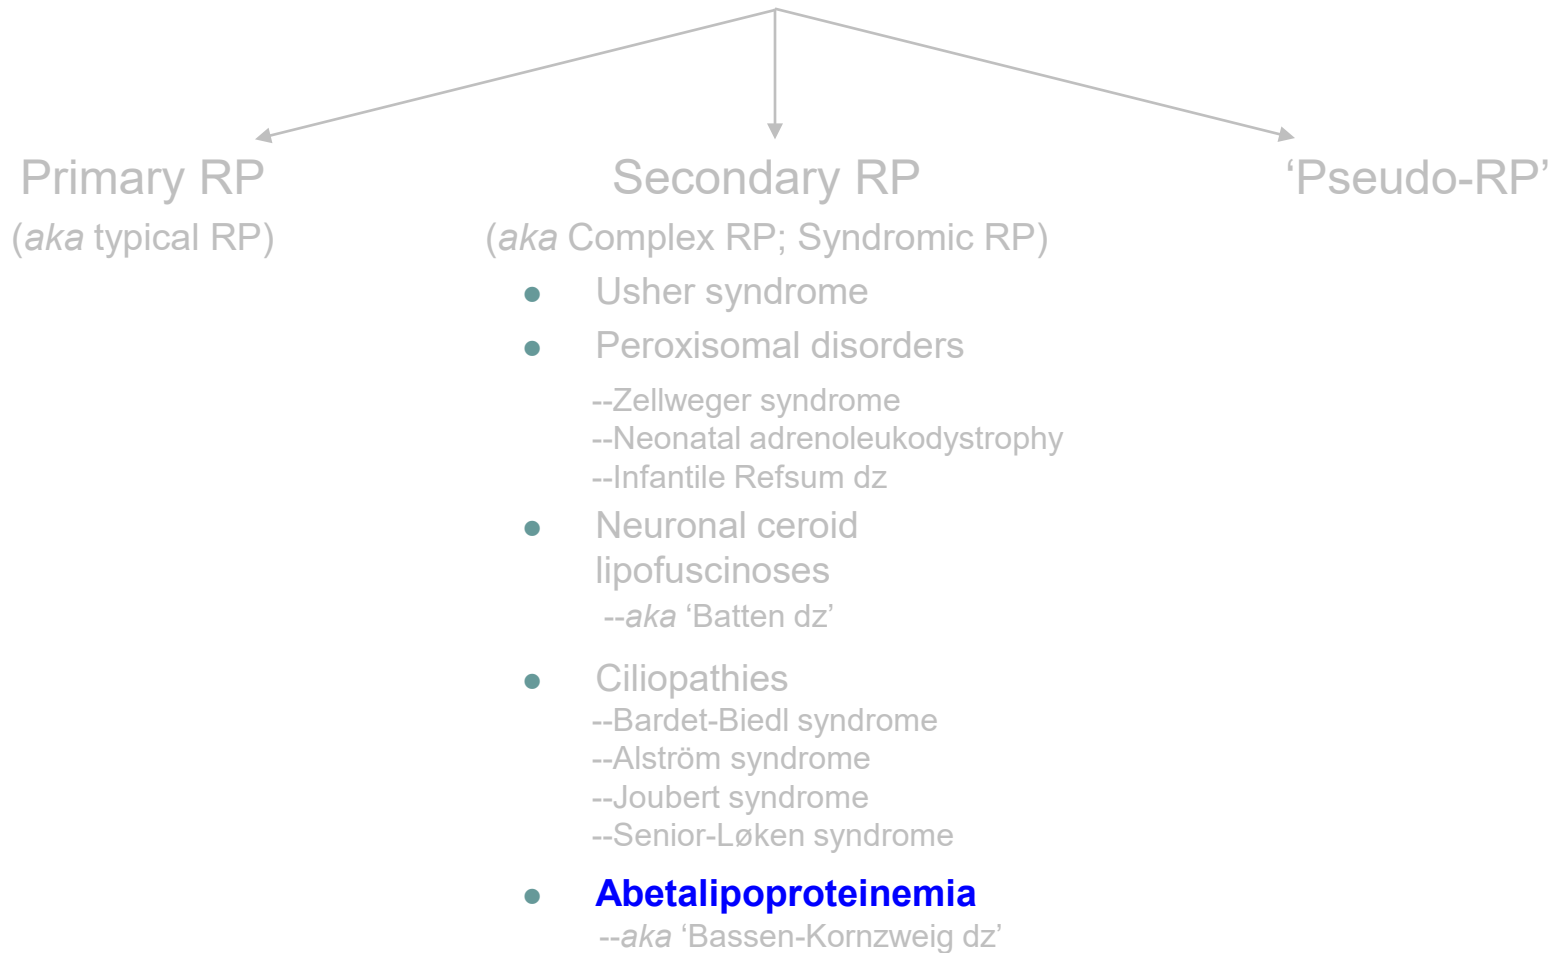 Primary RP
(aka typical RP)
Secondary RP
(aka Complex RP; Syndromic RP)
● Usher syndrome
● Peroxisomal disorders
--Zellweger syndrome
--Neonatal adrenoleukodystrophy
--Infantile Refsum dz
● Neuronal ceroid
lipofuscinoses
--aka ‘Batten dz’
● Ciliopathies
--Bardet-Biedl syndrome
--Alström syndrome
--Joubert syndrome
--Senior-Løken syndrome
● Abetalipoproteinemia
--aka ‘Bassen-Kornzweig dz’
‘Pseudo-RP’